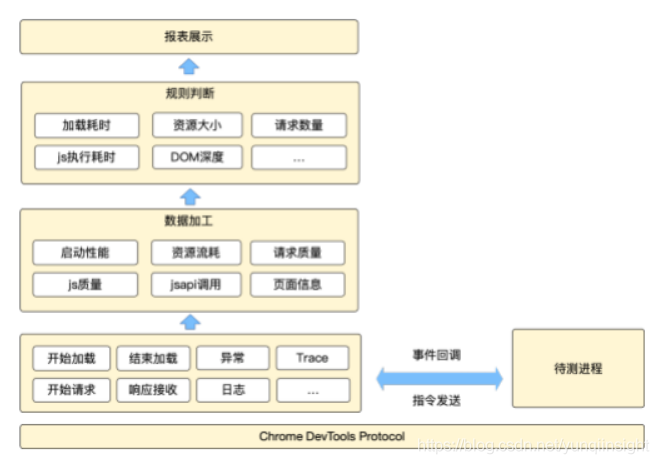 报表展示
规则判断
加载耗时 资源大小 请求数量
js执行耗时 DOM深度 ...
数据加工
启动性能 资源流耗 请求质量
js质量 jsapi调用 页面信息
开始加载 结束加载 异常 Trace
开始请求 响应接收 日志 ...
事件回调
指令发送
待测进程
Chrome DevTools Protocol
https://blog.csdn.net/yunqiinsight